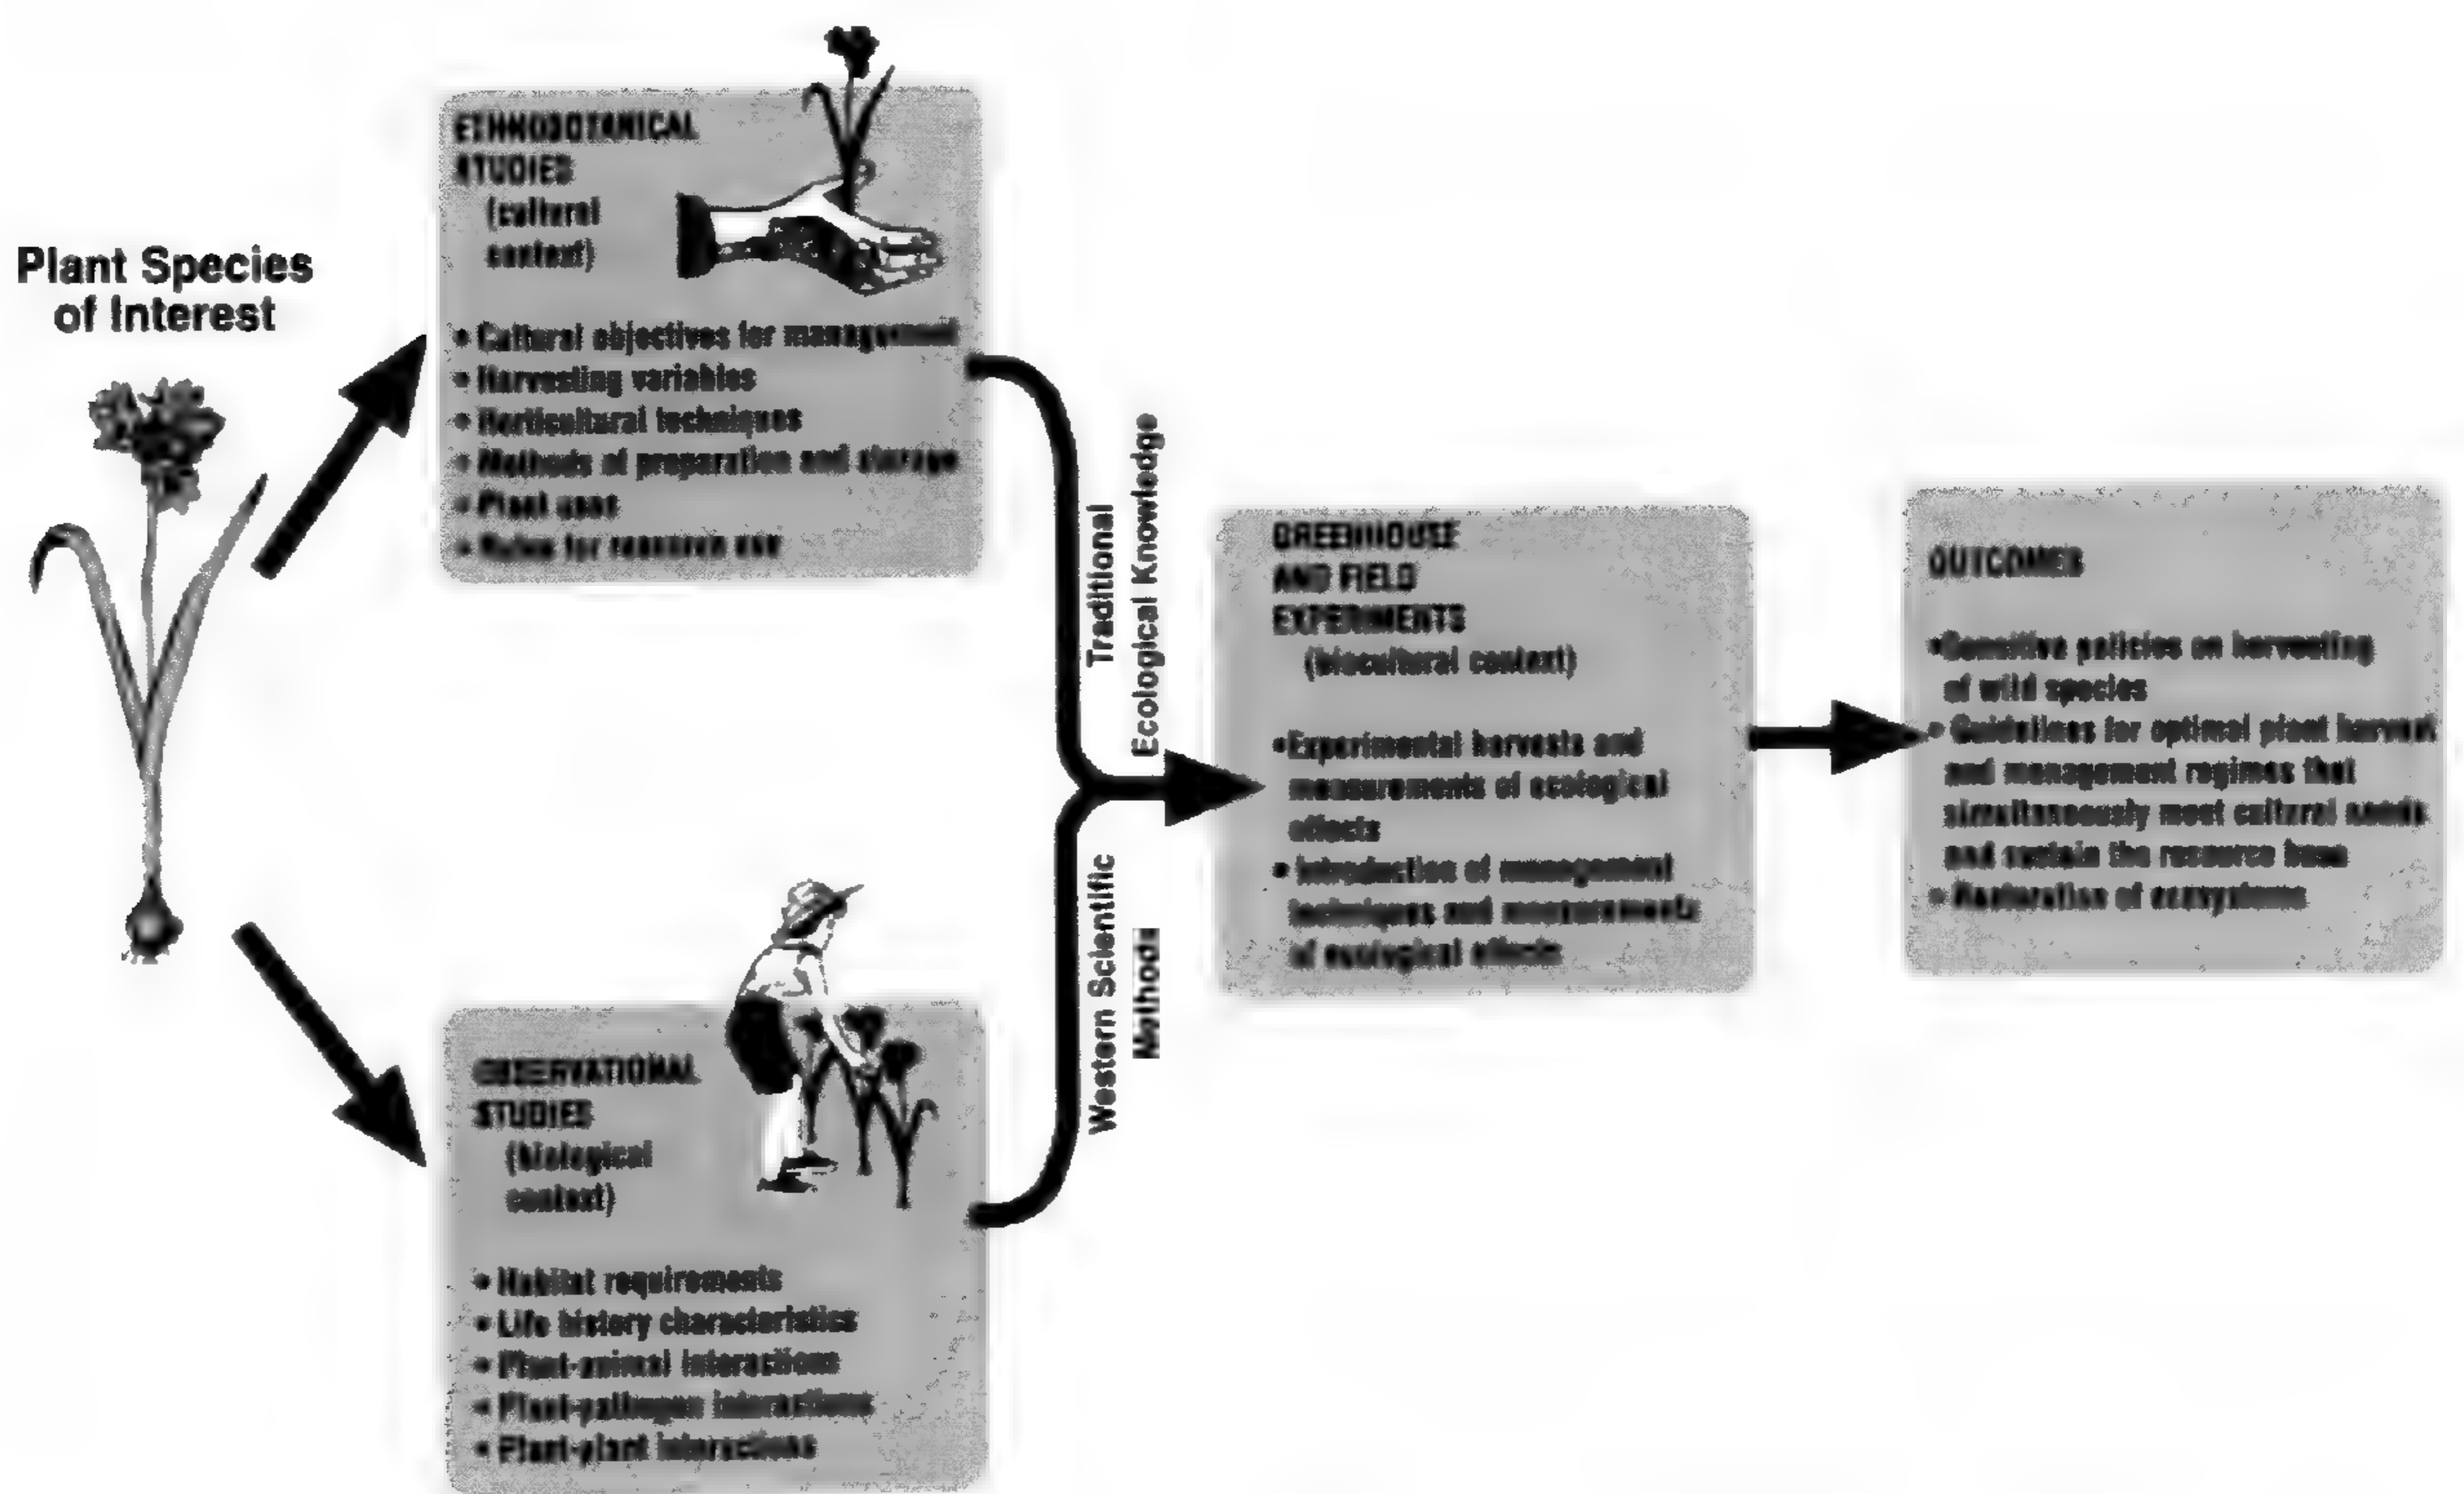 Plant Species
of Interest
ETHNOBOTANICAL
STUDIES
(cultural
context)
• Cultural objectives for management
• Harvesting variables
• Horticultural techniques
• Methods of preparation and storage
• Plant uses
• Rules for resource use
OBSERVATIONAL
STUDIES
(biological
context)
• Habitat requirements
• Life history characteristics
• Plant-animal interactions
• Plant-pathogen interactions
• Plant-plant interactions
Traditional
Ecological Knowledge
Western Scientific
Methods
GREENHOUSE
AND FIELD
EXPERIMENTS
(biocultural context)
•Experimental harvests and
measurements of ecological
effects
• Introduction of management
techniques and measurements
of ecological effects
OUTCOMES
•Sensitive policies on harvesting
of wild species
• Guidelines for optimal plant harvest
and management regimes that
simultaneously meet cultural needs
and sustain the resource base
• Restoration of ecosystems